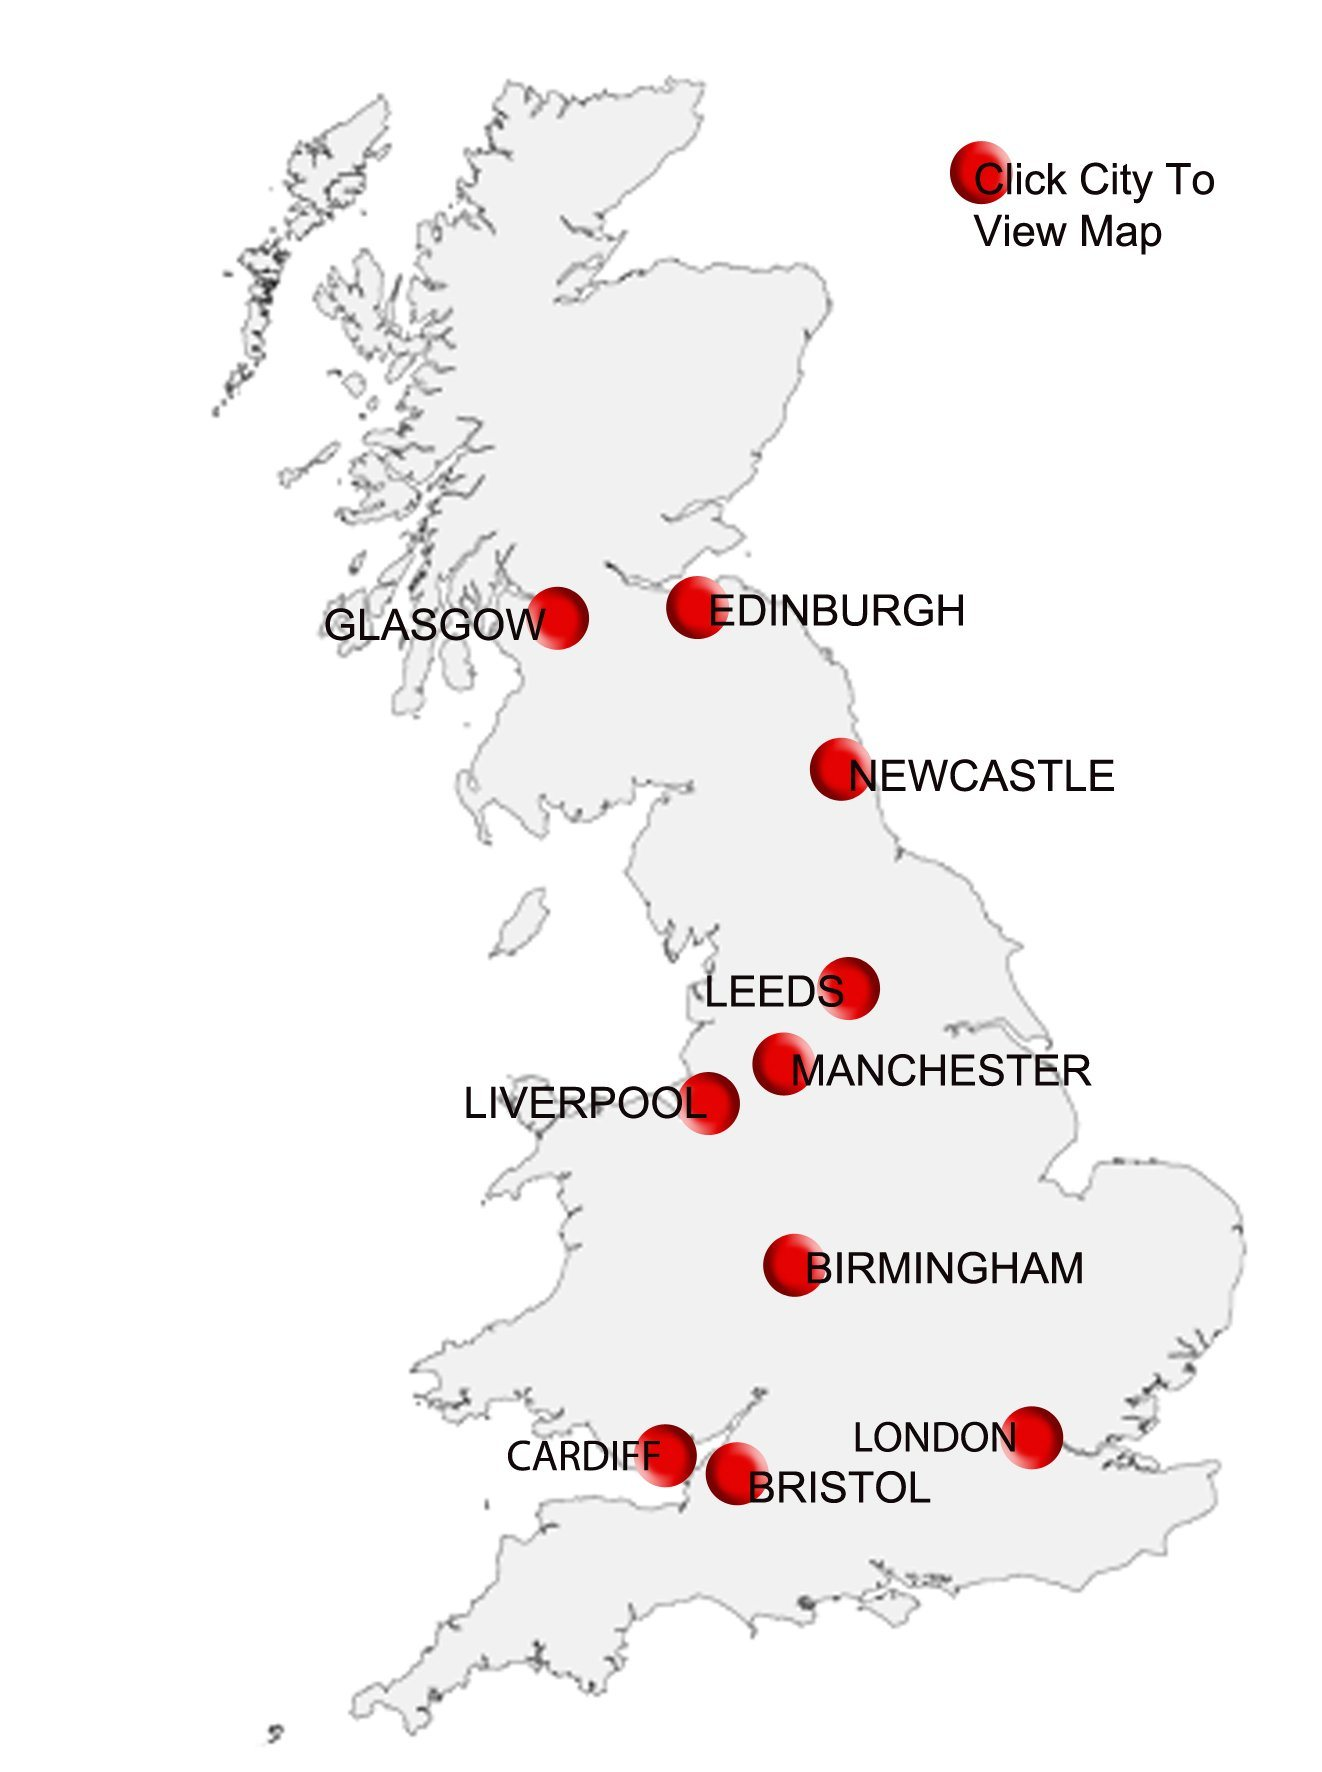 Click City To
View Map
GLASGOW
EDINBURGH
NEWCASTLE
LEEDS
MANCHESTER
LIVERPOOL
BIRMINGHAM
LONDON
CARDIFF
BRISTOL